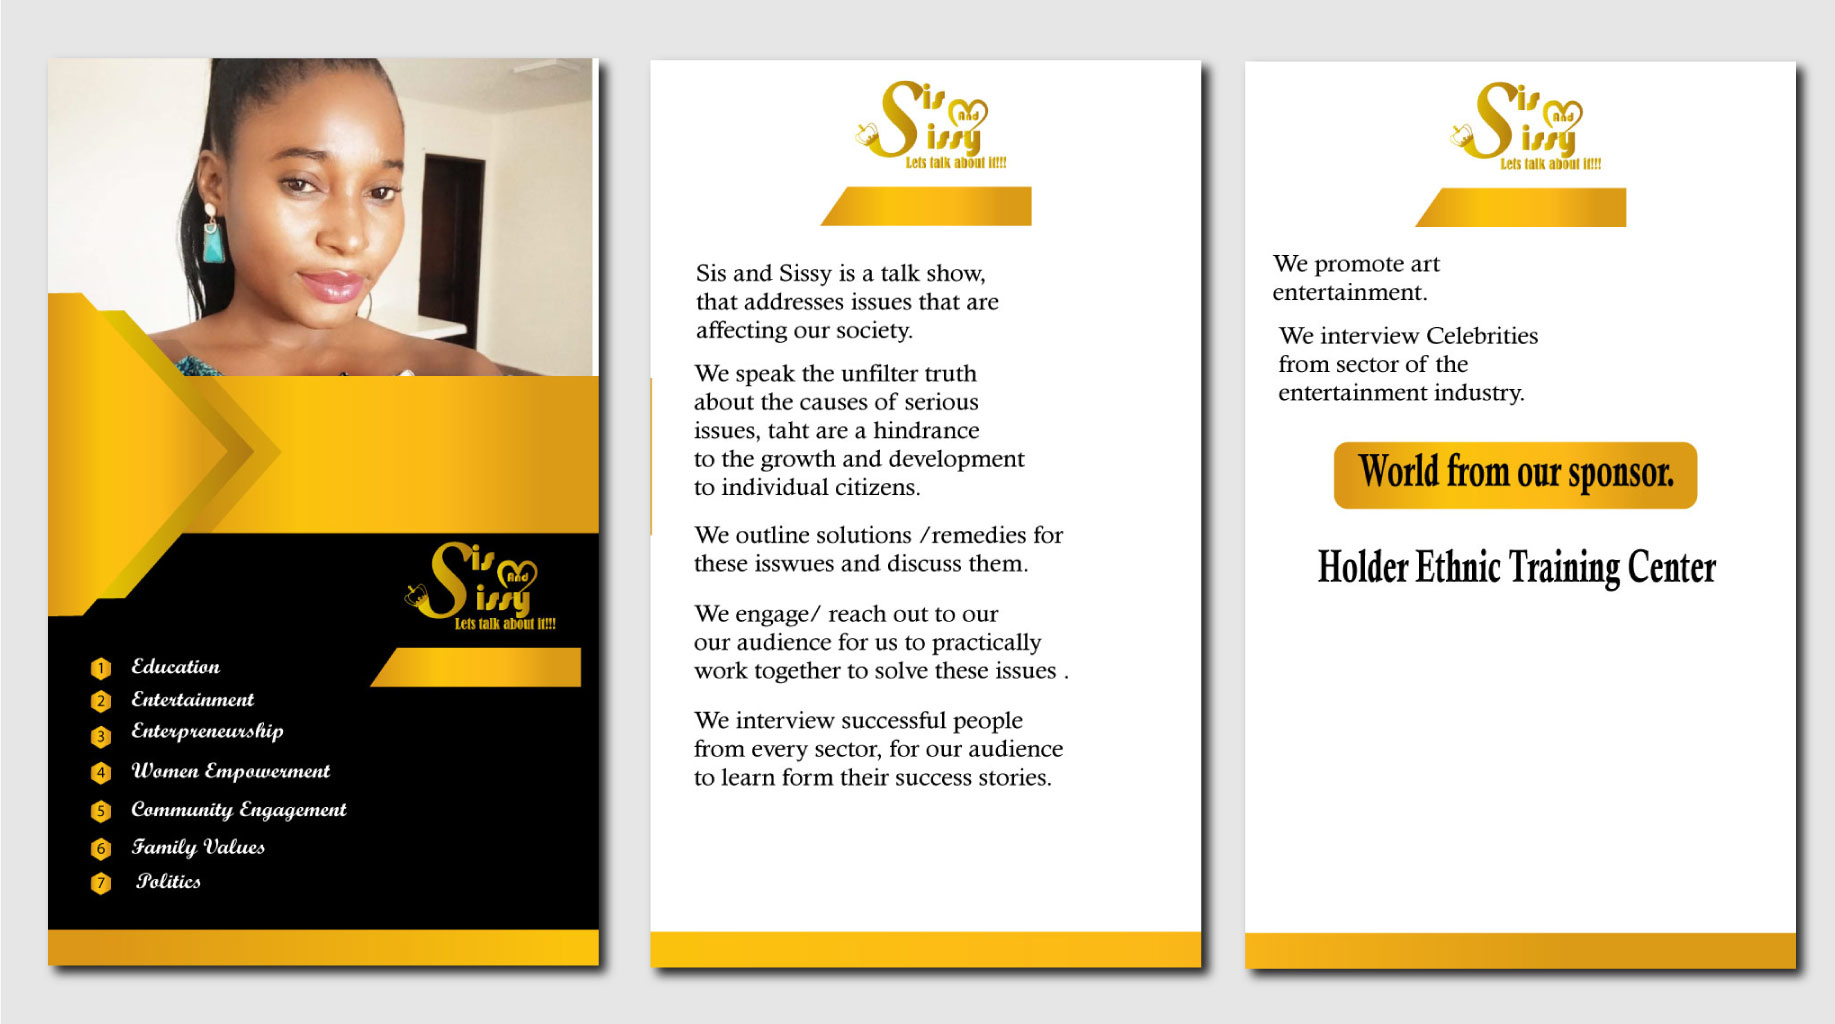 Sis
And
Sissy
Lets talk about it!!!
1 Education
2 Entertainment
3 Enterpreneurship
4 Women Empowerment
5 Community Engagement
6 Family Values
7 Politics
Sis
And
Sissy
Lets talk about it!!!
Sis and Sissy is a talk show,
that addresses issues that are
affecting our society.
We speak the unfilter truth
about the causes of serious
issues, taht are a hindrance
to the growth and development
to individual citizens.
We outline solutions /remedies for
these isswues and discuss them.
We engage/ reach out to our
our audience for us to practically
work together to solve these issues .
We interview successful people
from every sector, for our audience
to learn form their success stories.
Sis
And
Sissy
Lets talk about it!!!
We promote art
entertainment.
We interview Celebrities
from sector of the
entertainment industry.
World from our sponsor.
Holder Ethnic Training Center